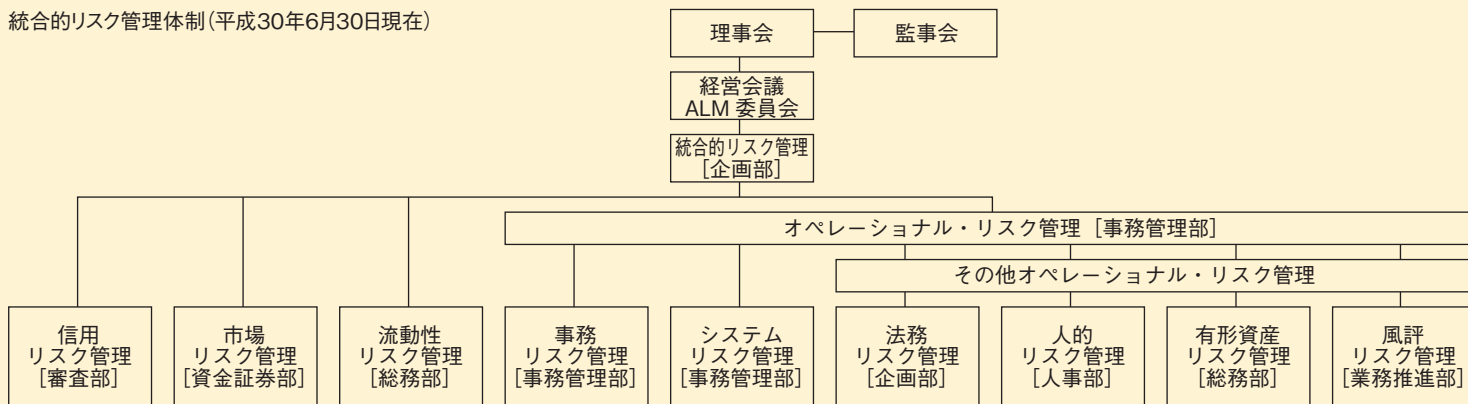 統合的リスク管理体制(平成30年6月30日現在)
理事会
監事会
経営会議
ALM 委員会
統合的リスク管理
[企画部]
オペレーショナル・リスク管理 [事務管理部]
その他オペレーショナル・リスク管理
信用
リスク管理
[審査部]
市場
リスク管理
[資金証券部]
流動性
リスク管理
[総務部]
事務
リスク管理
[事務管理部]
システム
リスク管理
[事務管理部]
法務
リスク管理
[企画部]
人的
リスク管理
[人事部]
有形資産
リスク管理
[総務部]
風評
リスク管理
[業務推進部]